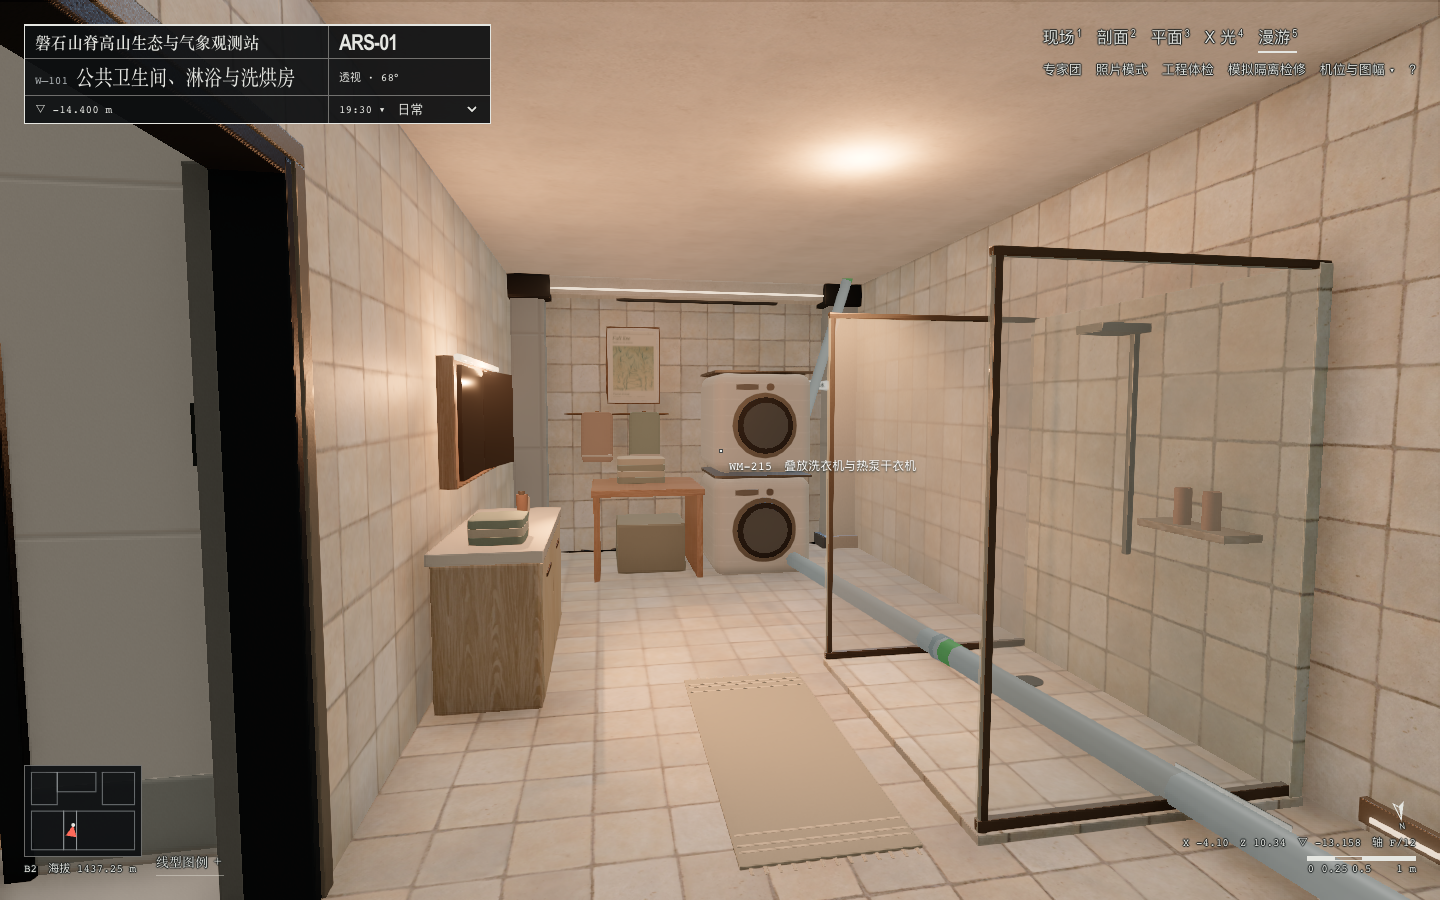 磐石山脊高山生态与气象观测站
ARS-01
W-101 公共卫生间、淋浴与洗烘房
透视 · 68°
▽ -14.400 m
19:30 ▾ 日常
现场1 剖面2 平面3 X 光4 漫游5
专家团 照片模式 工程体检 模拟隔离检修 机位与图幅 ▾ ?
WM-215 叠放洗衣机与热泵干衣机
N
X -4.10 Z 10.34 ▽ -13.158 轴 F/12
0 0.25 0.5 1 m
B2 海拔 1437.25 m
线型图例 +